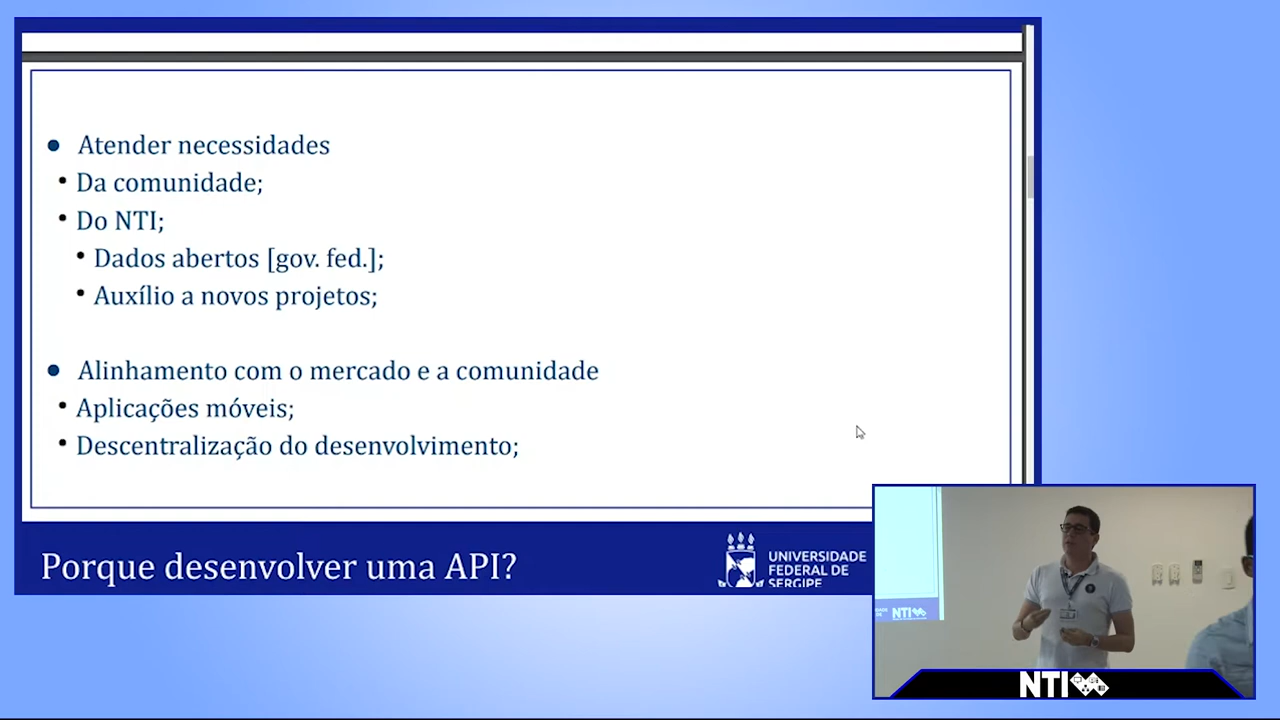 Atender necessidades
Da comunidade;
Do NTI;
Dados abertos [gov. fed.];
Auxílio a novos projetos;
Alinhamento com o mercado e a comunidade
Aplicações móveis;
Descentralização do desenvolvimento;
Porque desenvolver uma API?
UNIVERSIDADE
FEDERAL DE
SERGIPE
NTI
NTI